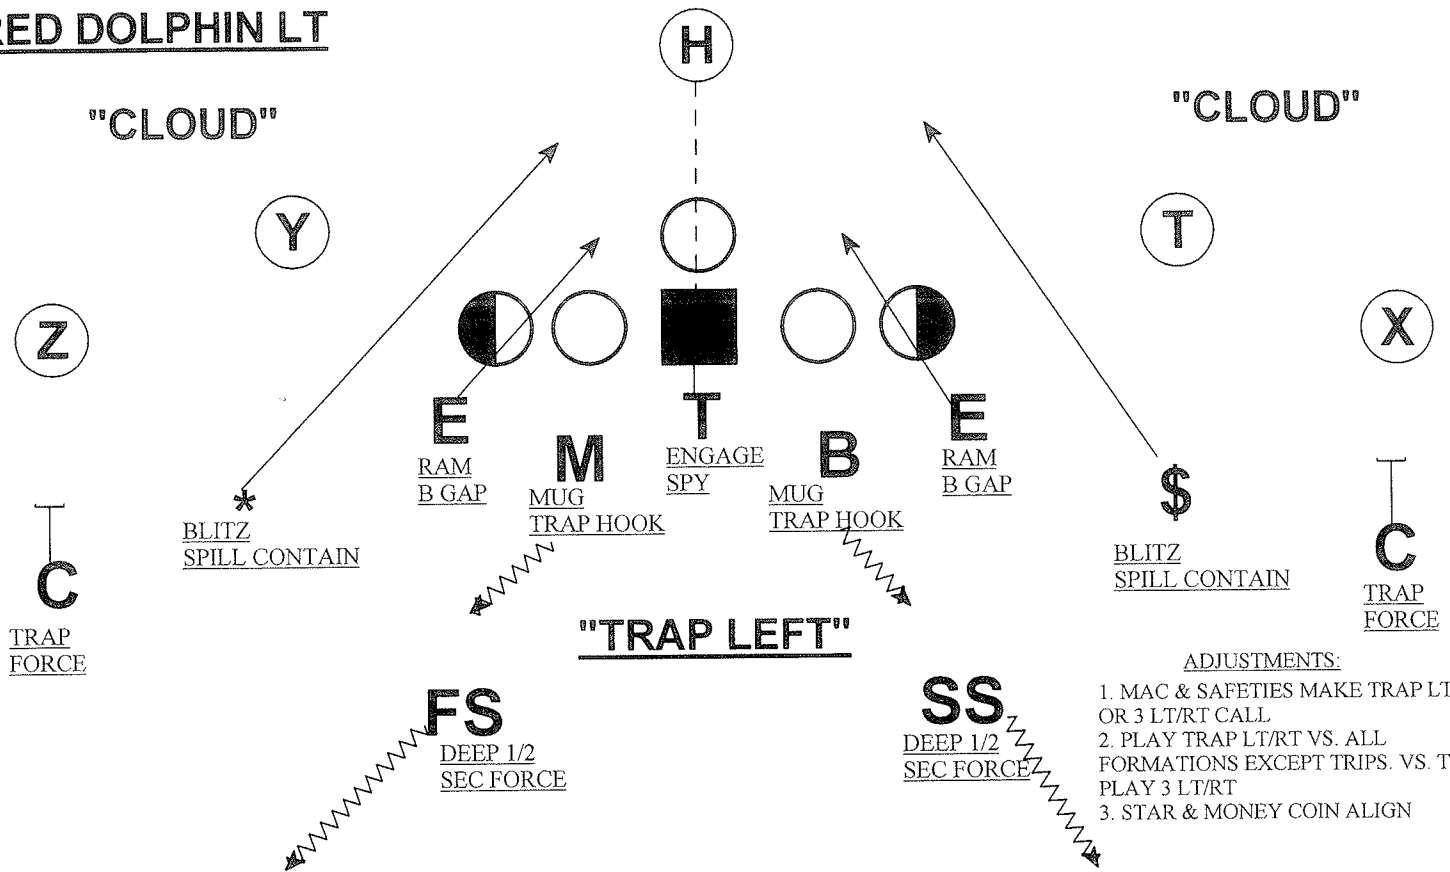 RED DOLPHIN LT
H
"CLOUD"
"CLOUD"
Y
T
Z
X
E
RAM
B GAP
M
MUG
TRAP HOOK
T
ENGAGE
SPY
B
MUG
TRAP HOOK
E
RAM
B GAP
*
BLITZ
SPILL CONTAIN
$
BLITZ
SPILL CONTAIN
C
TRAP
FORCE
C
TRAP
FORCE
"TRAP LEFT"
FS
DEEP 1/2
SEC FORCE
SS
DEEP 1/2
SEC FORCE
ADJUSTMENTS:
1. MAC & SAFETIES MAKE TRAP LT
OR 3 LT/RT CALL
2. PLAY TRAP LT/RT VS. ALL
FORMATIONS EXCEPT TRIPS. VS. T
PLAY 3 LT/RT
3. STAR & MONEY COIN ALIGN